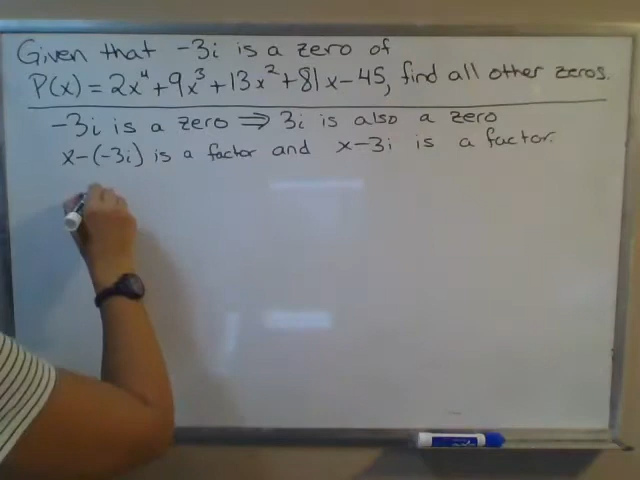 Given that -3i is a zero of
P(x) = 2x⁴ + 9x³ + 13x² + 81x - 45, find all other zeros.
-3i is a zero ⇒ 3i is also a zero
x-(-3i) is a factor and x-3i is a factor.